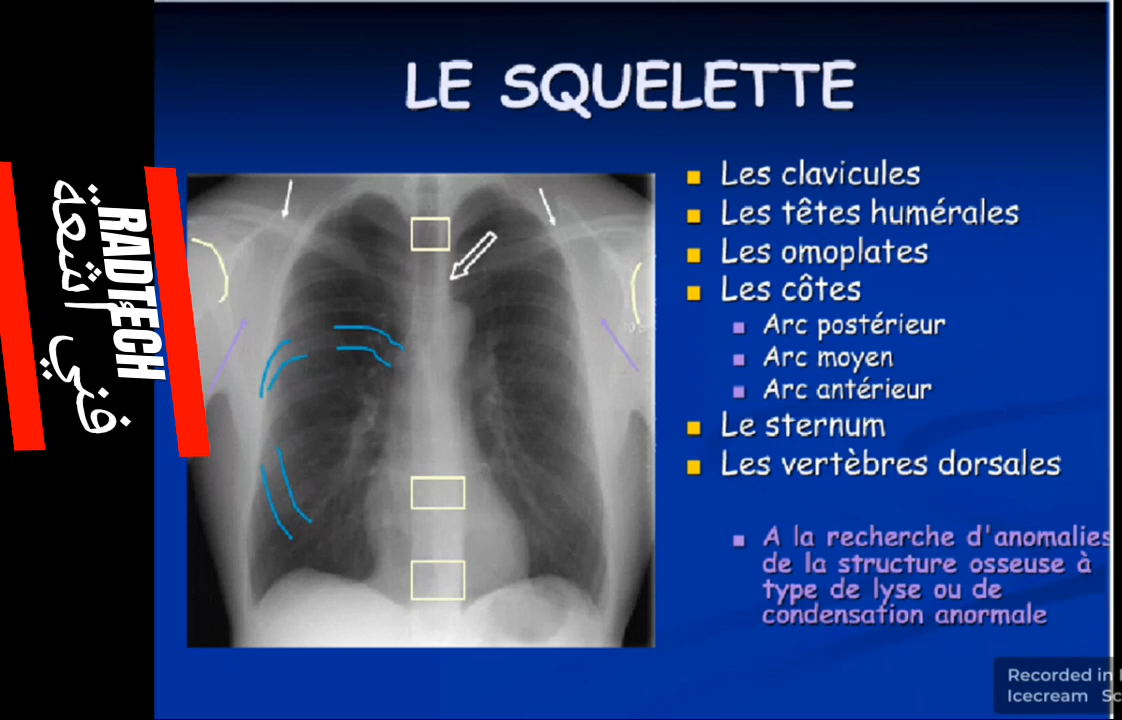 LE SQUELETTE
RADTECH
فني اشعة
Les clavicules
Les têtes humérales
Les omoplates
Les côtes
Arc postérieur
Arc moyen
Arc antérieur
Le sternum
Les vertèbres dorsales
A la recherche d'anomalies
de la structure osseuse à
type de lyse ou de
condensation anormale
Recorded in
Icecream Sc